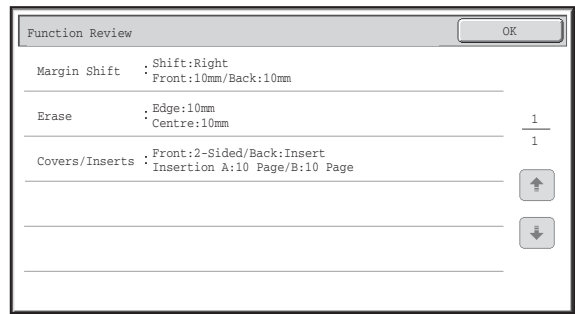 Function Review
OK
Margin Shift : Shift:Right
Front:10mm/Back:10mm
Erase : Edge:10mm
Centre:10mm
1
1
Covers/Inserts : Front:2-Sided/Back:Insert
Insertion A:10 Page/B:10 Page